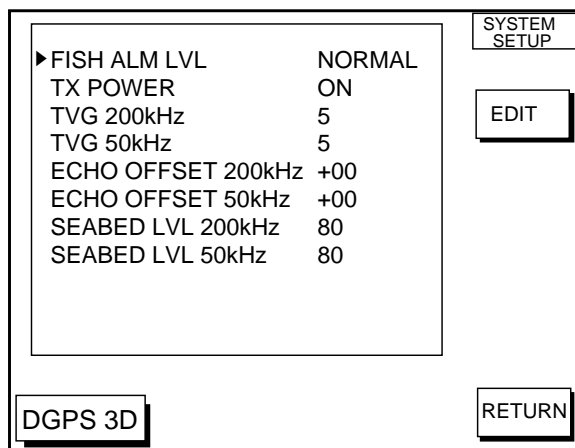 SYSTEM
SETUP
FISH ALM LVL NORMAL
TX POWER ON
TVG 200kHz 5
TVG 50kHz 5
ECHO OFFSET 200kHz +00
ECHO OFFSET 50kHz +00
SEABED LVL 200kHz 80
SEABED LVL 50kHz 80
EDIT
DGPS 3D
RETURN